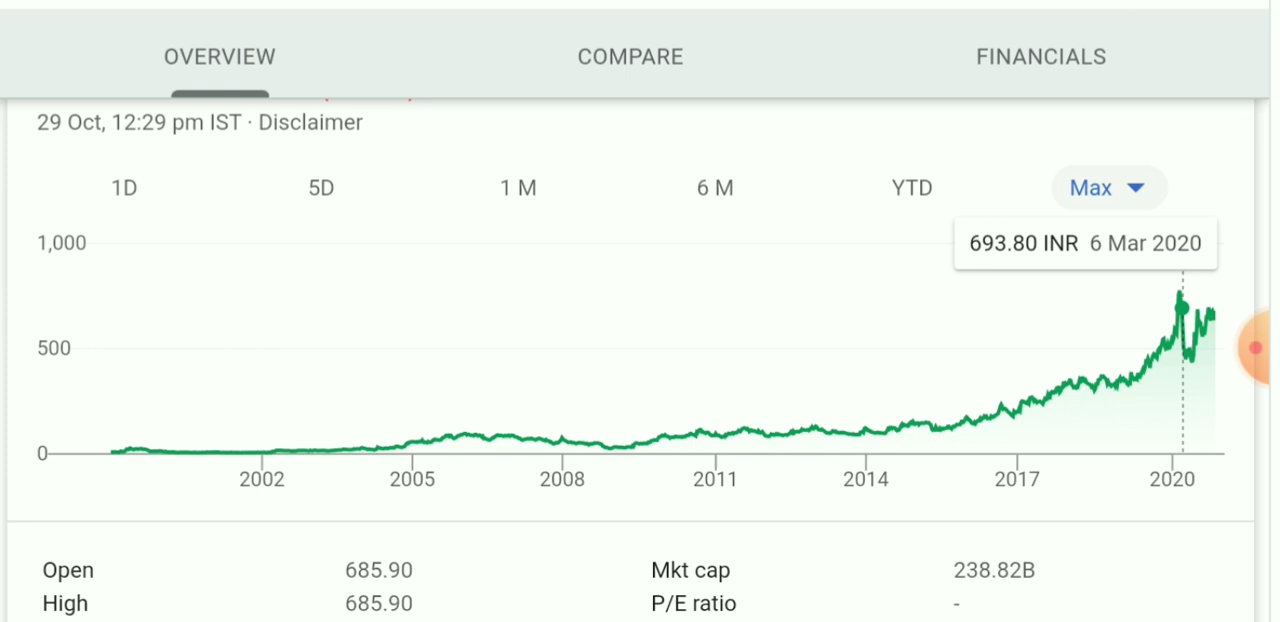 OVERVIEW COMPARE FINANCIALS
29 Oct, 12:29 pm IST · Disclaimer
1D 5D 1 M 6 M YTD Max
1,000
693.80 INR 6 Mar 2020
500
0
2002 2005 2008 2011 2014 2017 2020
Open 685.90 Mkt cap 238.82B
High 685.90 P/E ratio -